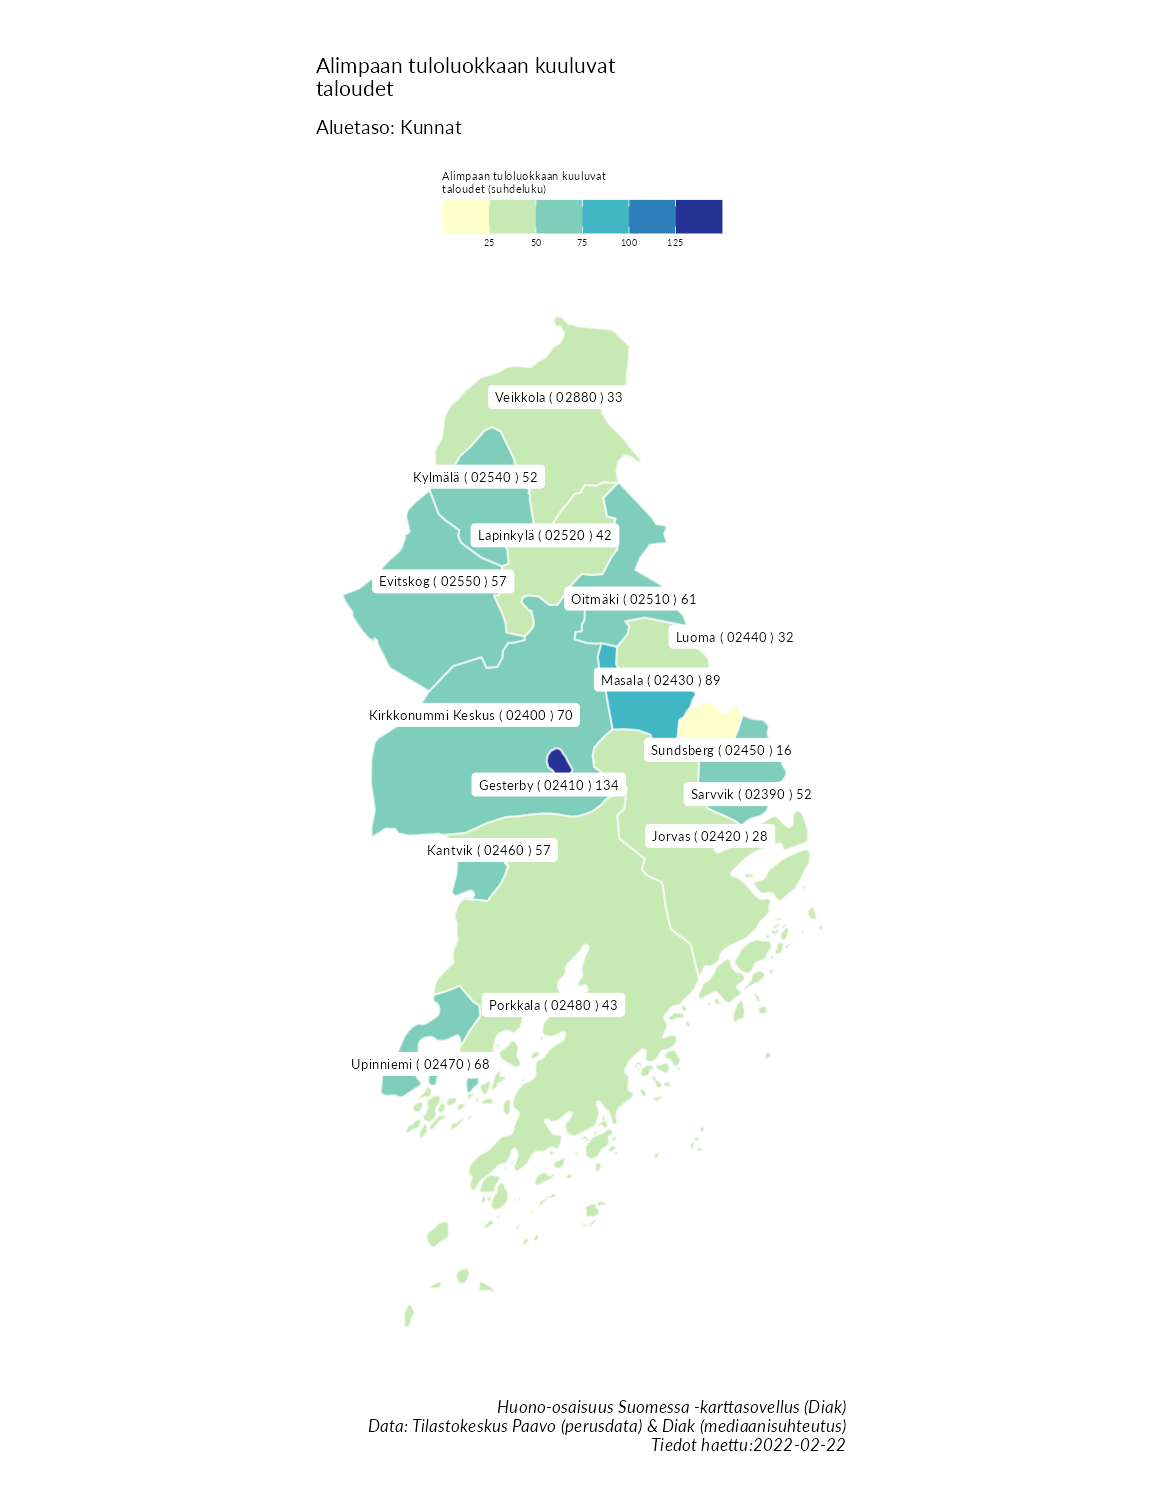 Alimpaan tuloluokkaan kuuluvat
taloudet
Aluetaso: Kunnat
Alimpaan tuloluokkaan kuuluvat
taloudet (suhdeluku)
25 50 75 100 125
Veikkola ( 02880 ) 33
Kylmälä ( 02540 ) 52
Lapinkylä ( 02520 ) 42
Evitskog ( 02550 ) 57
Oitmäki ( 02510 ) 61
Luoma ( 02440 ) 32
Masala ( 02430 ) 89
Kirkkonummi Keskus ( 02400 ) 70
Sundsberg ( 02450 ) 16
Gesterby ( 02410 ) 134
Sarvvik ( 02390 ) 52
Jorvas ( 02420 ) 28
Kantvik ( 02460 ) 57
Porkkala ( 02480 ) 43
Upinniemi ( 02470 ) 68
Huono-osaisuus Suomessa -karttasovellus (Diak)
Data: Tilastokeskus Paavo (perusdata) & Diak (mediaanisuhteutus)
Tiedot haettu:2022-02-22